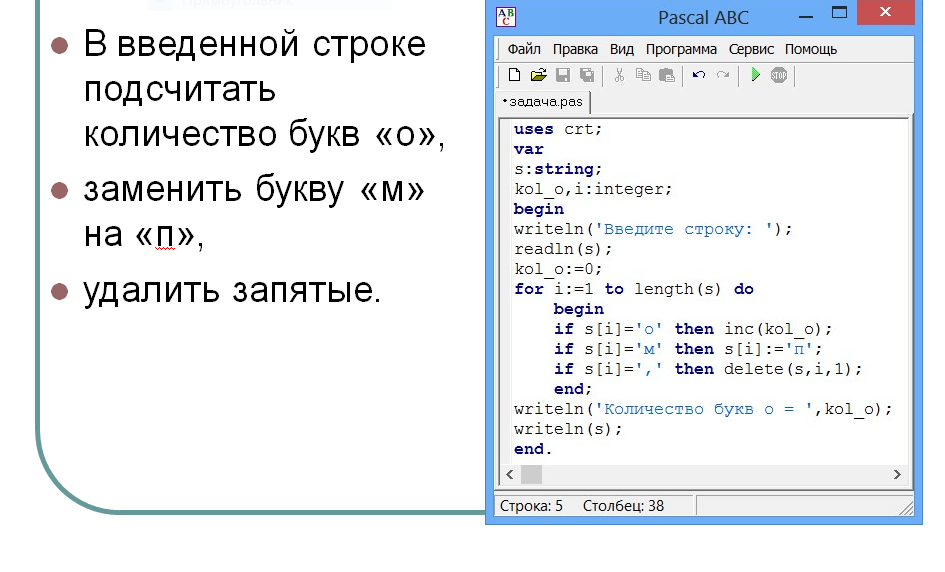 Прямоугольник
В введенной строке
подсчитать
количество букв «о»,
заменить букву «м»
на «п»,
удалить запятые.
ABC
Pascal ABC
Файл Правка Вид Программа Сервис Помощь
STOP
•задача.pas
uses crt;
var
s:string;
kol_o,i:integer;
begin
writeln('Введите строку: ');
readln(s);
kol_o:=0;
for i:=1 to length(s) do
begin
if s[i]='о' then inc(kol_o);
if s[i]='м' then s[i]:='п';
if s[i]=',' then delete(s,i,1);
end;
writeln('Количество букв о = ',kol_o);
writeln(s);
end.
Строка: 5 Столбец: 38